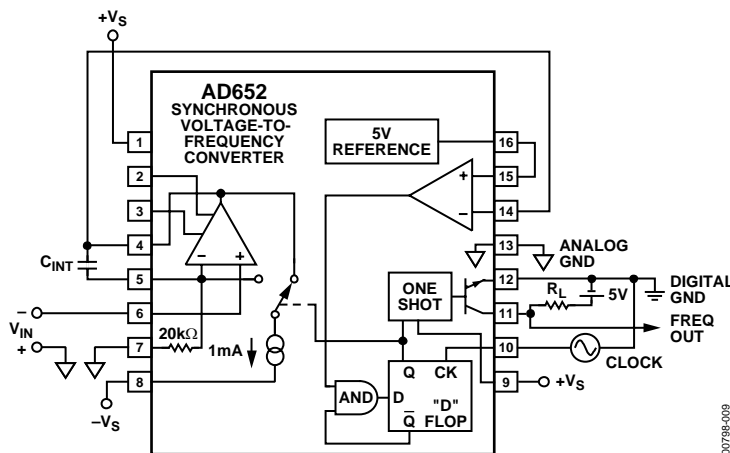 +VS
AD652
SYNCHRONOUS
VOLTAGE-TO-
FREQUENCY
CONVERTER
5V
REFERENCE
1
2
3
4
5
6
7
8
16
15
14
13
12
11
10
9
+
–
–
+
CINT
–
VIN
+
20kΩ
1mA
–VS
ANALOG
GND
ONE
SHOT
RL
5V
DIGITAL
GND
FREQ
OUT
CLOCK
+VS
Q
CK
AND
D
"D"
FLOP
Q̅
00798-009